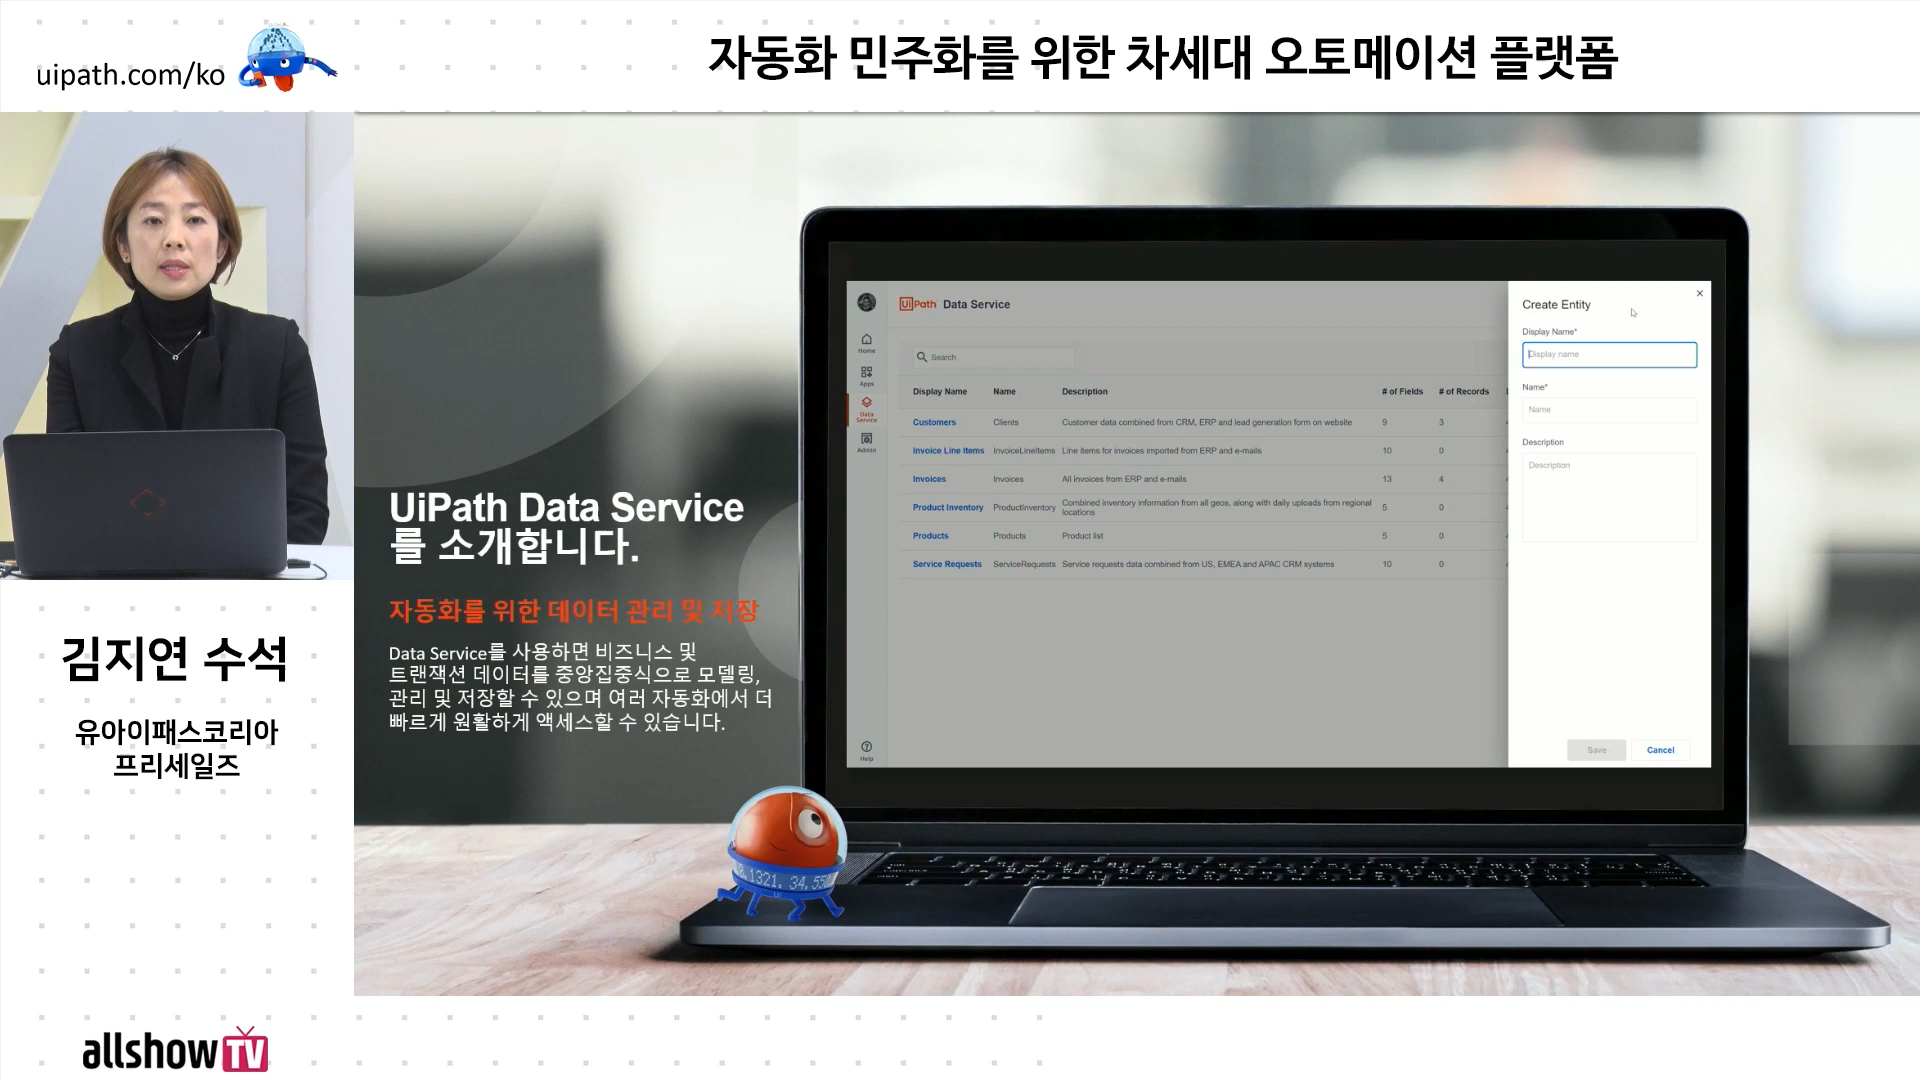 uipath.com/ko
자동화 민주화를 위한 차세대 오토메이션 플랫폼
김지연 수석
유아이패스코리아
프리세일즈
allshowTV
UiPath Data Service
를 소개합니다.
자동화를 위한 데이터 관리 및 저장
Data Service를 사용하면 비즈니스 및
트랜잭션 데이터를 중앙집중식으로 모델링,
관리 및 저장할 수 있으며 여러 자동화에서 더
빠르게 원활하게 액세스할 수 있습니다.
Home
Apps
Data
Service
Admin
Help
UiPath Data Service
Search
Display Name Name Description # of Fields # of Records
Customers Clients Customer data combined from CRM, ERP and lead generation form on website 9 3
Invoice Line Items InvoiceLineItems Line items for invoices imported from ERP and e-mails 10 0
Invoices Invoices All invoices from ERP and e-mails 13 4
Product Inventory ProductInventory Combined inventory information from all geos, along with daily uploads from regional 5 0
locations
Products Products Product list 5 0
Service Requests ServiceRequests Service requests data combined from US, EMEA and APAC CRM systems 10 0
Create Entity
Display Name*
Display name
Name*
Name
Description
Description
Save Cancel